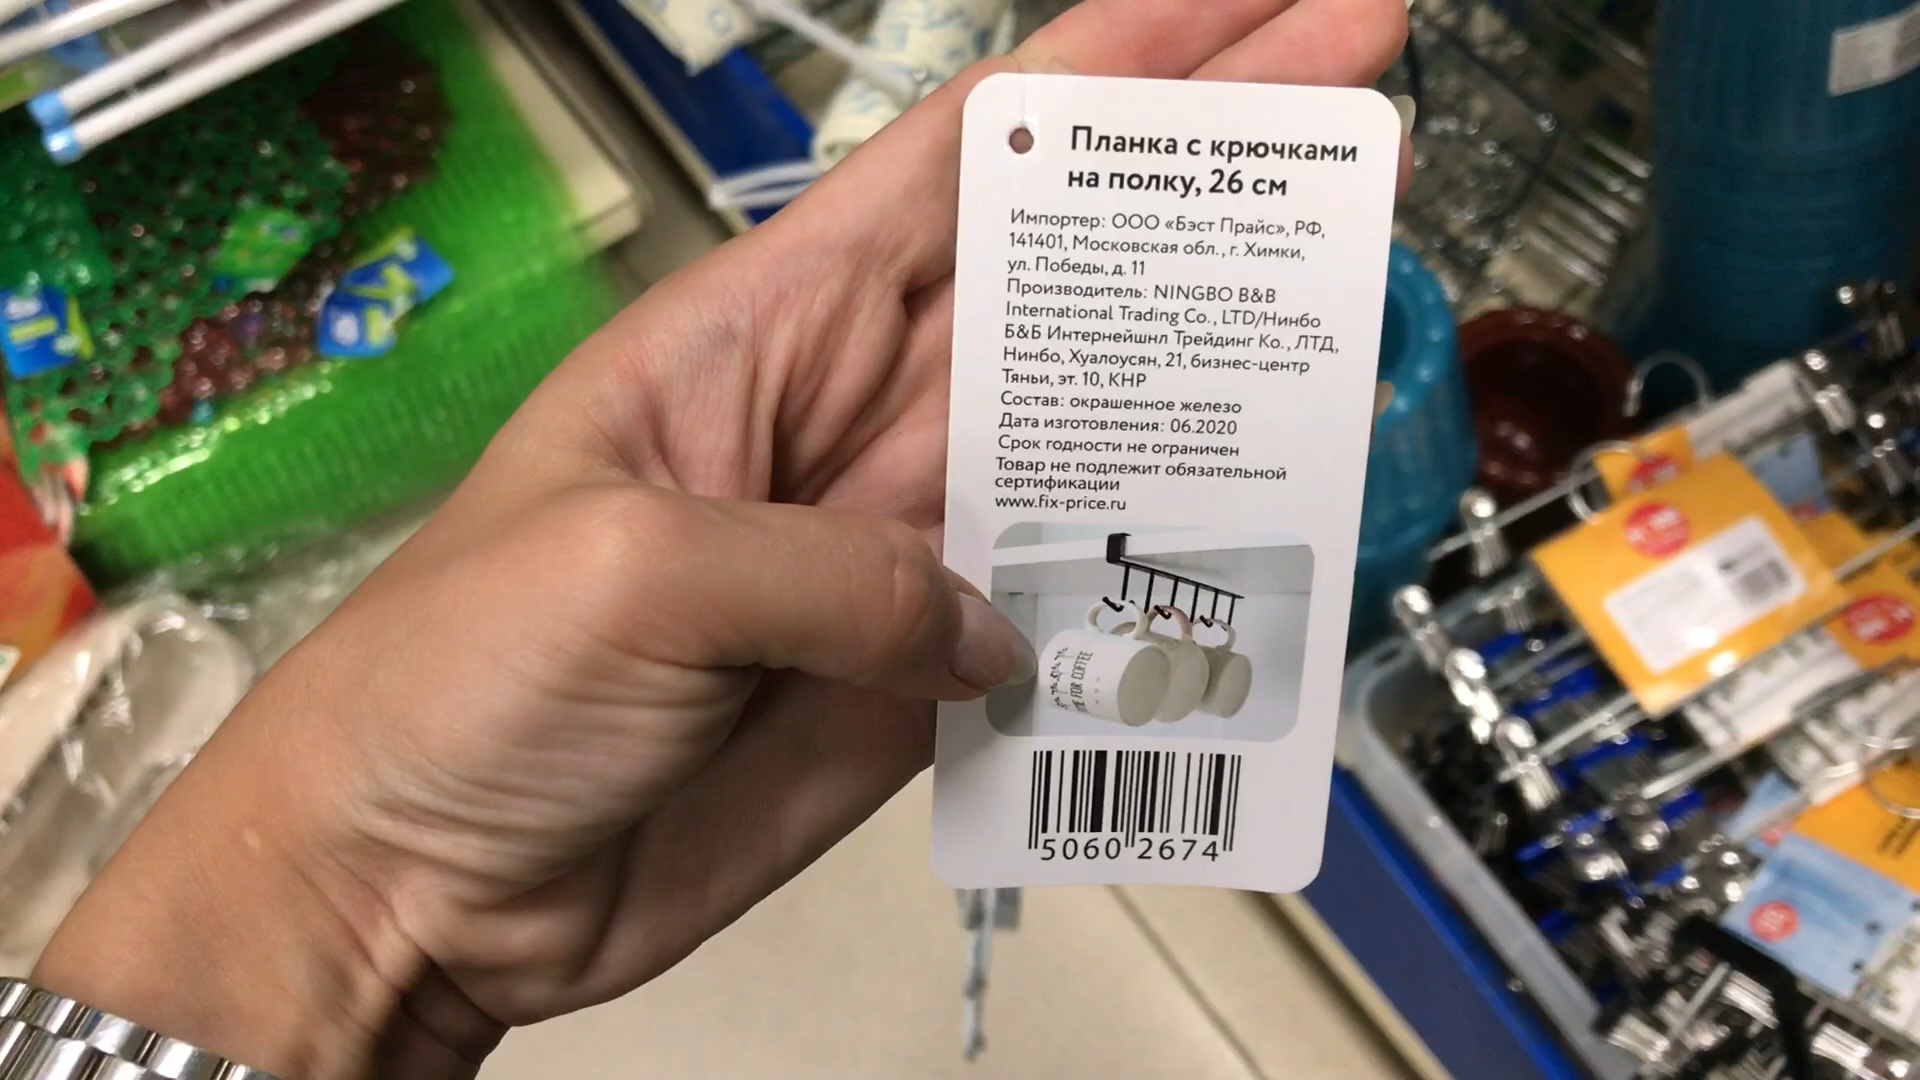 Планка с крючками
на полку, 26 см
Импортер: ООО «Бэст Прайс», РФ,
141401, Московская обл., г. Химки,
ул. Победы, д. 11
Производитель: NINGBO B&B
International Trading Co., LTD/Нинбо
Б&Б Интернейшнл Трейдинг Ко., ЛТД,
Нинбо, Хуалоусян, 21, бизнес-центр
Тяньи, эт. 10, КНР
Состав: окрашенное железо
Дата изготовления: 06.2020
Срок годности не ограничен
Товар не подлежит обязательной
сертификации
www.fix-price.ru
FOR COFFEE
5060 2674